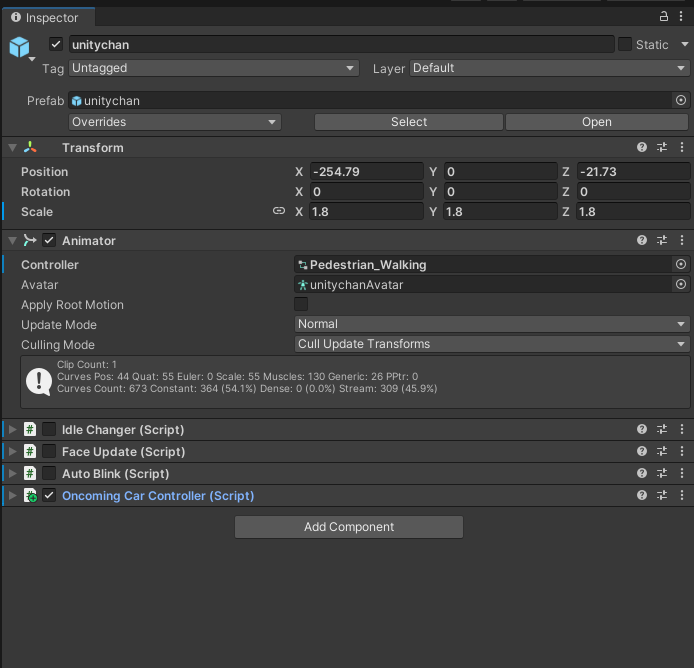 Inspector
unitychan Static
Tag Untagged Layer Default
Prefab unitychan
Overrides Select Open
Transform
Position X -254.79 Y 0 Z -21.73
Rotation X 0 Y 0 Z 0
Scale X 1.8 Y 1.8 Z 1.8
Animator
Controller Pedestrian_Walking
Avatar unitychanAvatar
Apply Root Motion
Update Mode Normal
Culling Mode Cull Update Transforms
Clip Count: 1
Curves Pos: 44 Quat: 55 Euler: 0 Scale: 55 Muscles: 130 Generic: 26 PPtr: 0
Curves Count: 673 Constant: 364 (54.1%) Dense: 0 (0.0%) Stream: 309 (45.9%)
# Idle Changer (Script)
# Face Update (Script)
# Auto Blink (Script)
# Oncoming Car Controller (Script)
Add Component